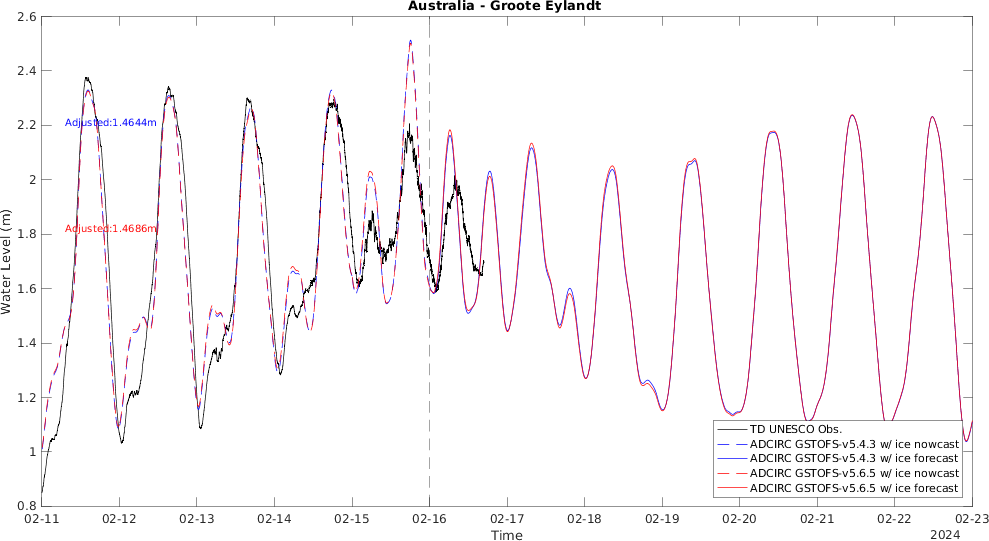 Australia - Groote Eylandt
2.6
2.4
2.2
2
1.8
1.6
1.4
1.2
1
0.8
Water Level (m)
Adjusted:1.4644m
Adjusted:1.4686m
TD UNESCO Obs.
ADCIRC GSTOFS-v5.4.3 w/ ice nowcast
ADCIRC GSTOFS-v5.4.3 w/ ice forecast
ADCIRC GSTOFS-v5.6.5 w/ ice nowcast
ADCIRC GSTOFS-v5.6.5 w/ ice forecast
02-11 02-12 02-13 02-14 02-15 02-16 02-17 02-18 02-19 02-20 02-21 02-22 02-23
Time
2024